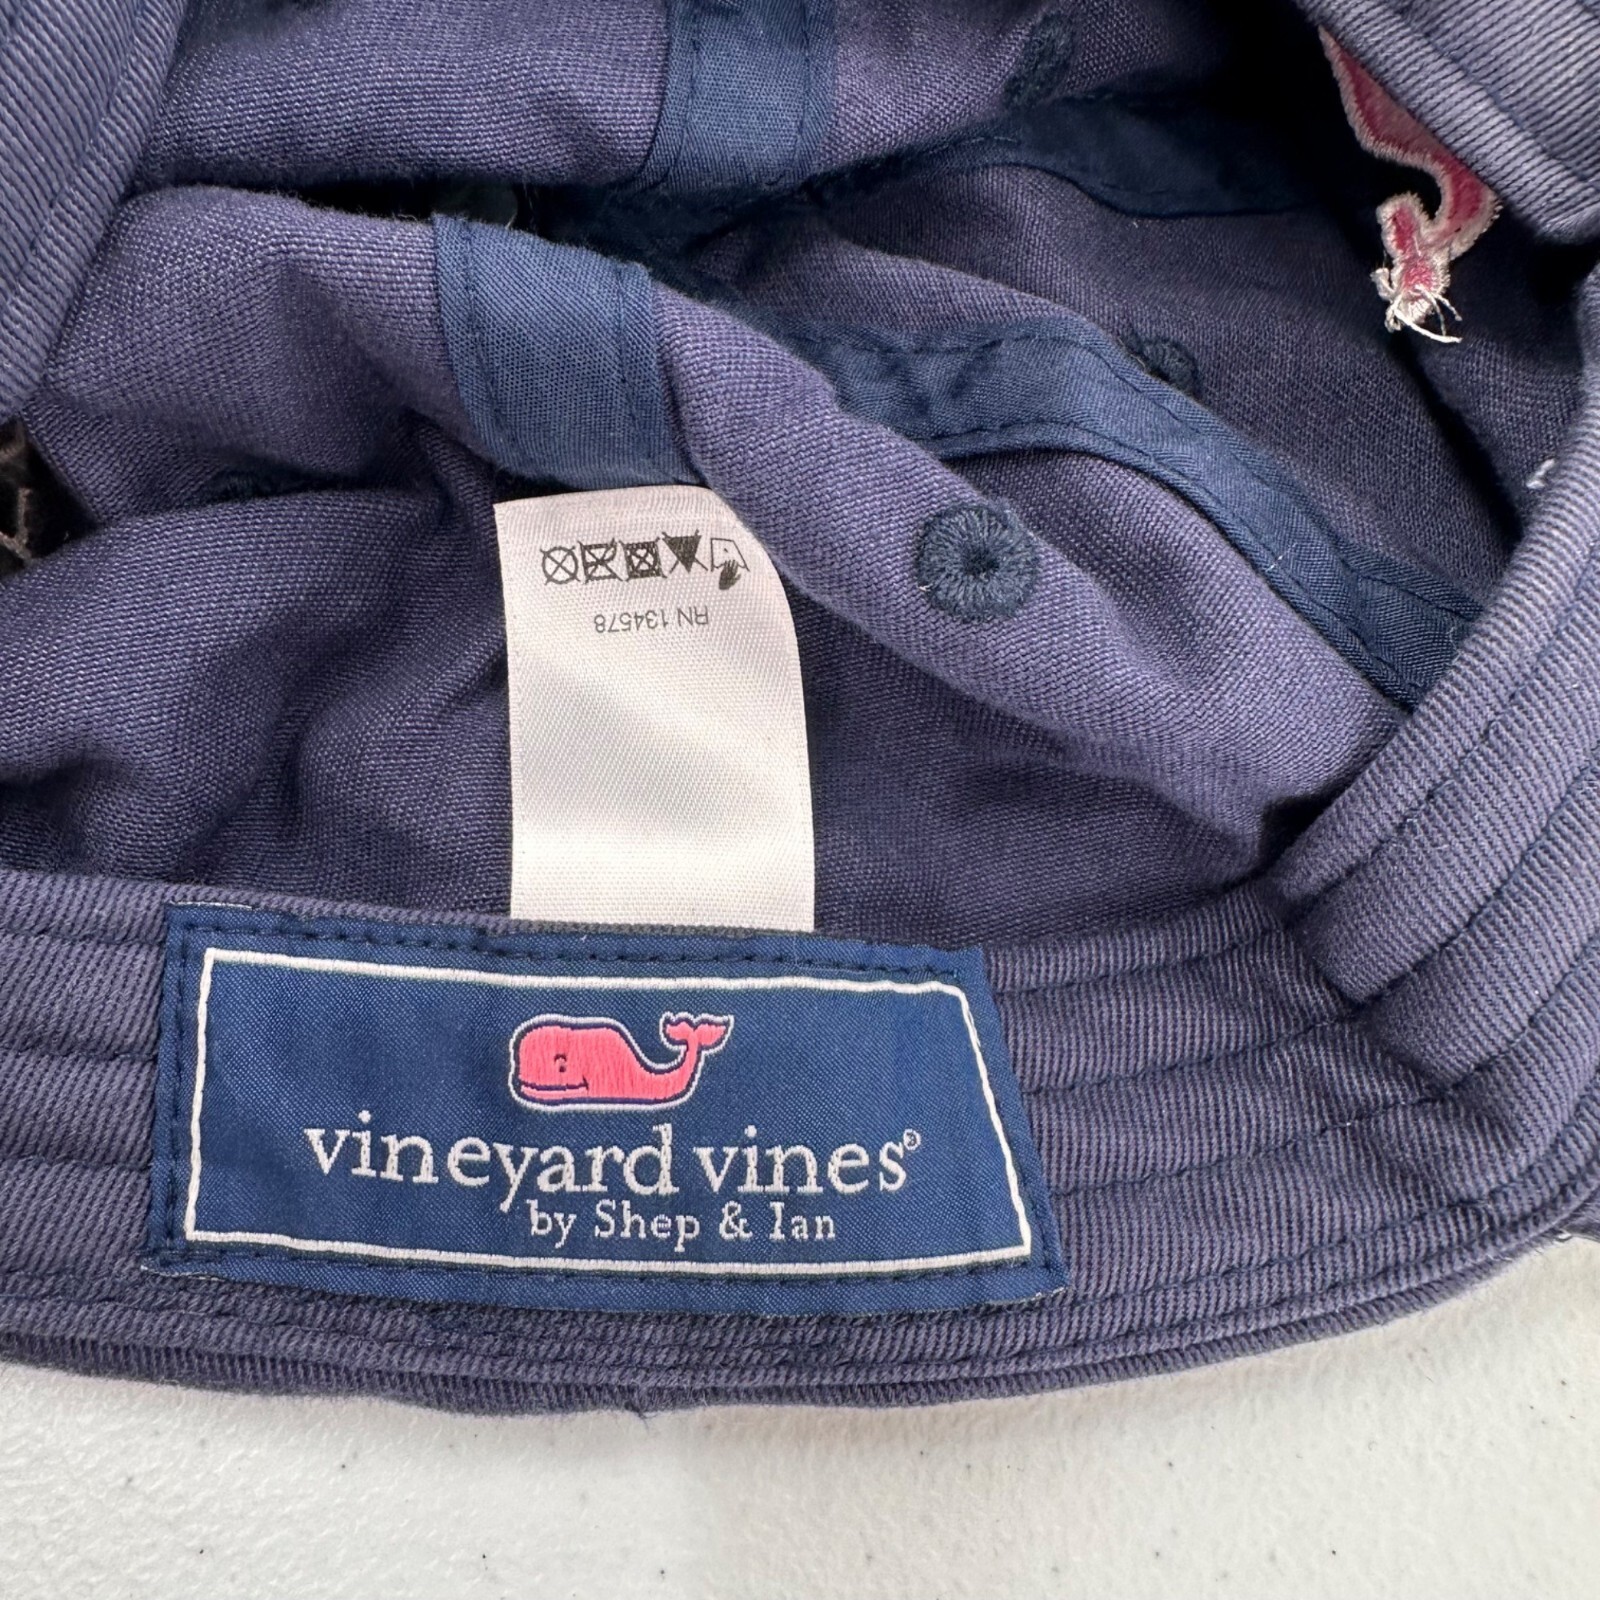 RN 134578
vineyard vines®
by Shep & Ian